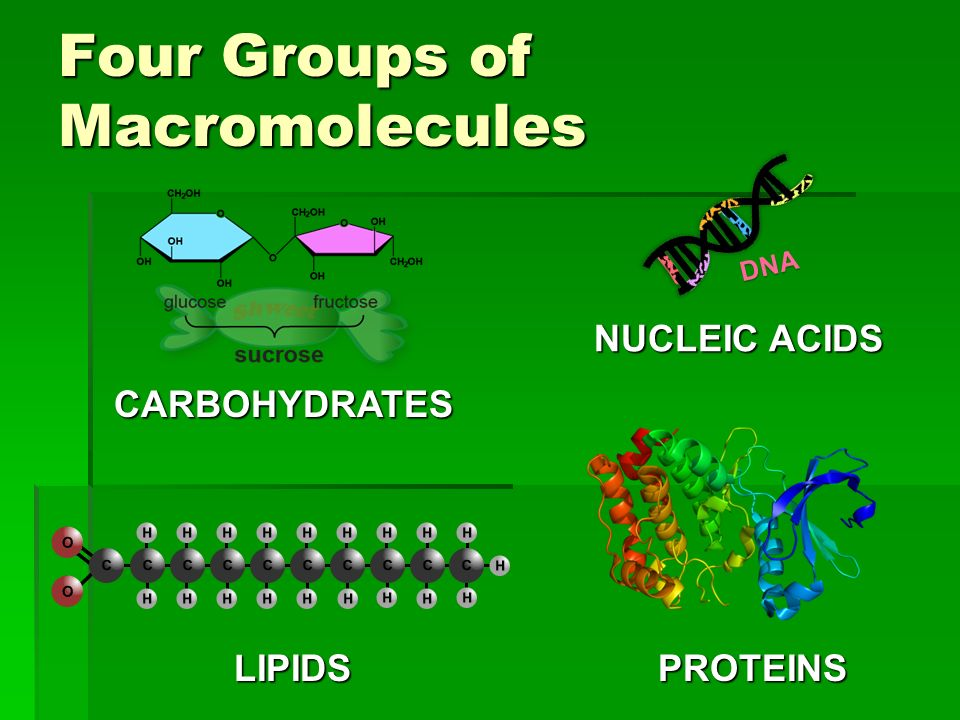 Four Groups of
Macromolecules
CH₂OH
O CH₂OH O OH
OH
OH O CH₂OH
OH OH
glucose fructose
sucrose
CARBOHYDRATES
DNA
NUCLEIC ACIDS
O H H H H H H H H H
C C C C C C C C C C H
O H H H H H H H H H
LIPIDS
PROTEINS